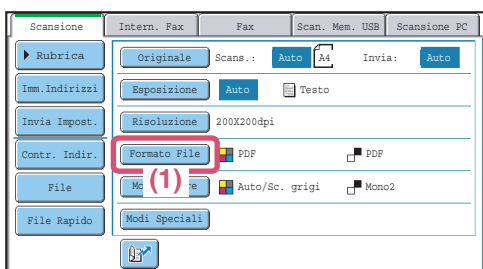 Scansione Intern. Fax Fax Scan. Mem. USB Scansione PC
Rubrica Originale Scans.: Auto A4 Invia: Auto
Imm.Indirizzi Esposizione Auto Testo
Invia Impost. Risoluzione 200X200dpi
Contr. Indir. Formato File PDF PDF
File (1) Auto/Sc. grigi Mono2
File Rapido Modi Speciali